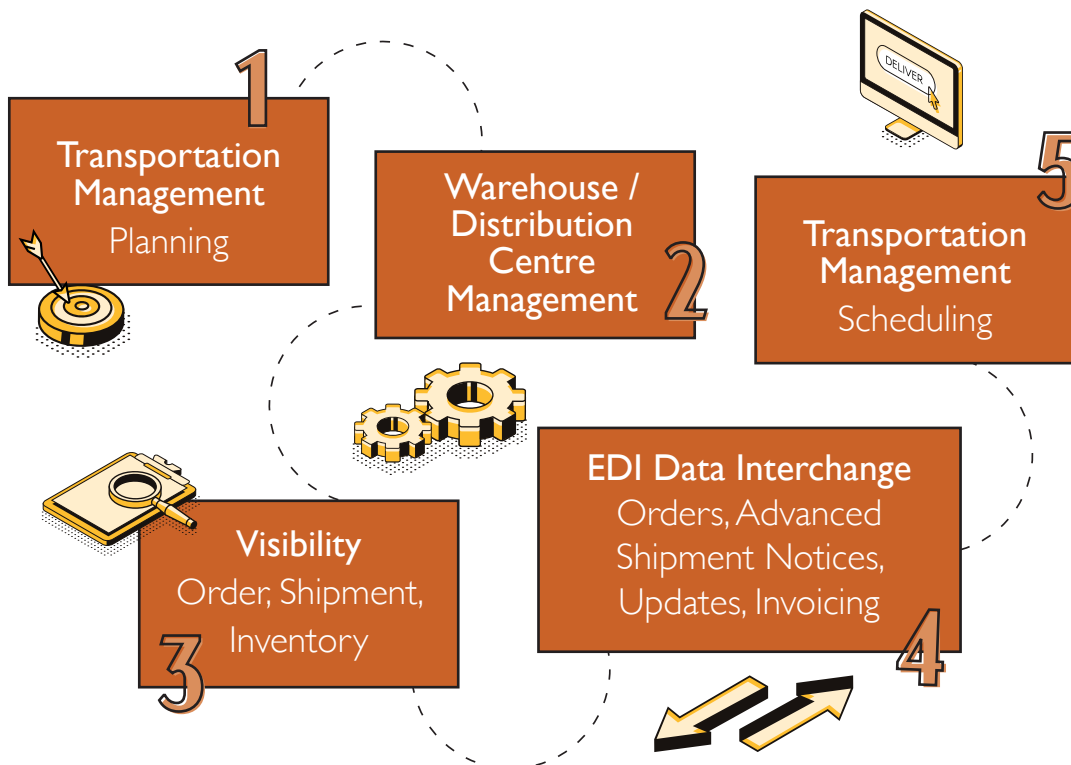 1
Transportation
Management
Planning
2
Warehouse /
Distribution
Centre
Management
3
Visibility
Order, Shipment,
Inventory
4
EDI Data Interchange
Orders, Advanced
Shipment Notices,
Updates, Invoicing
5
Transportation
Management
Scheduling
DELIVER